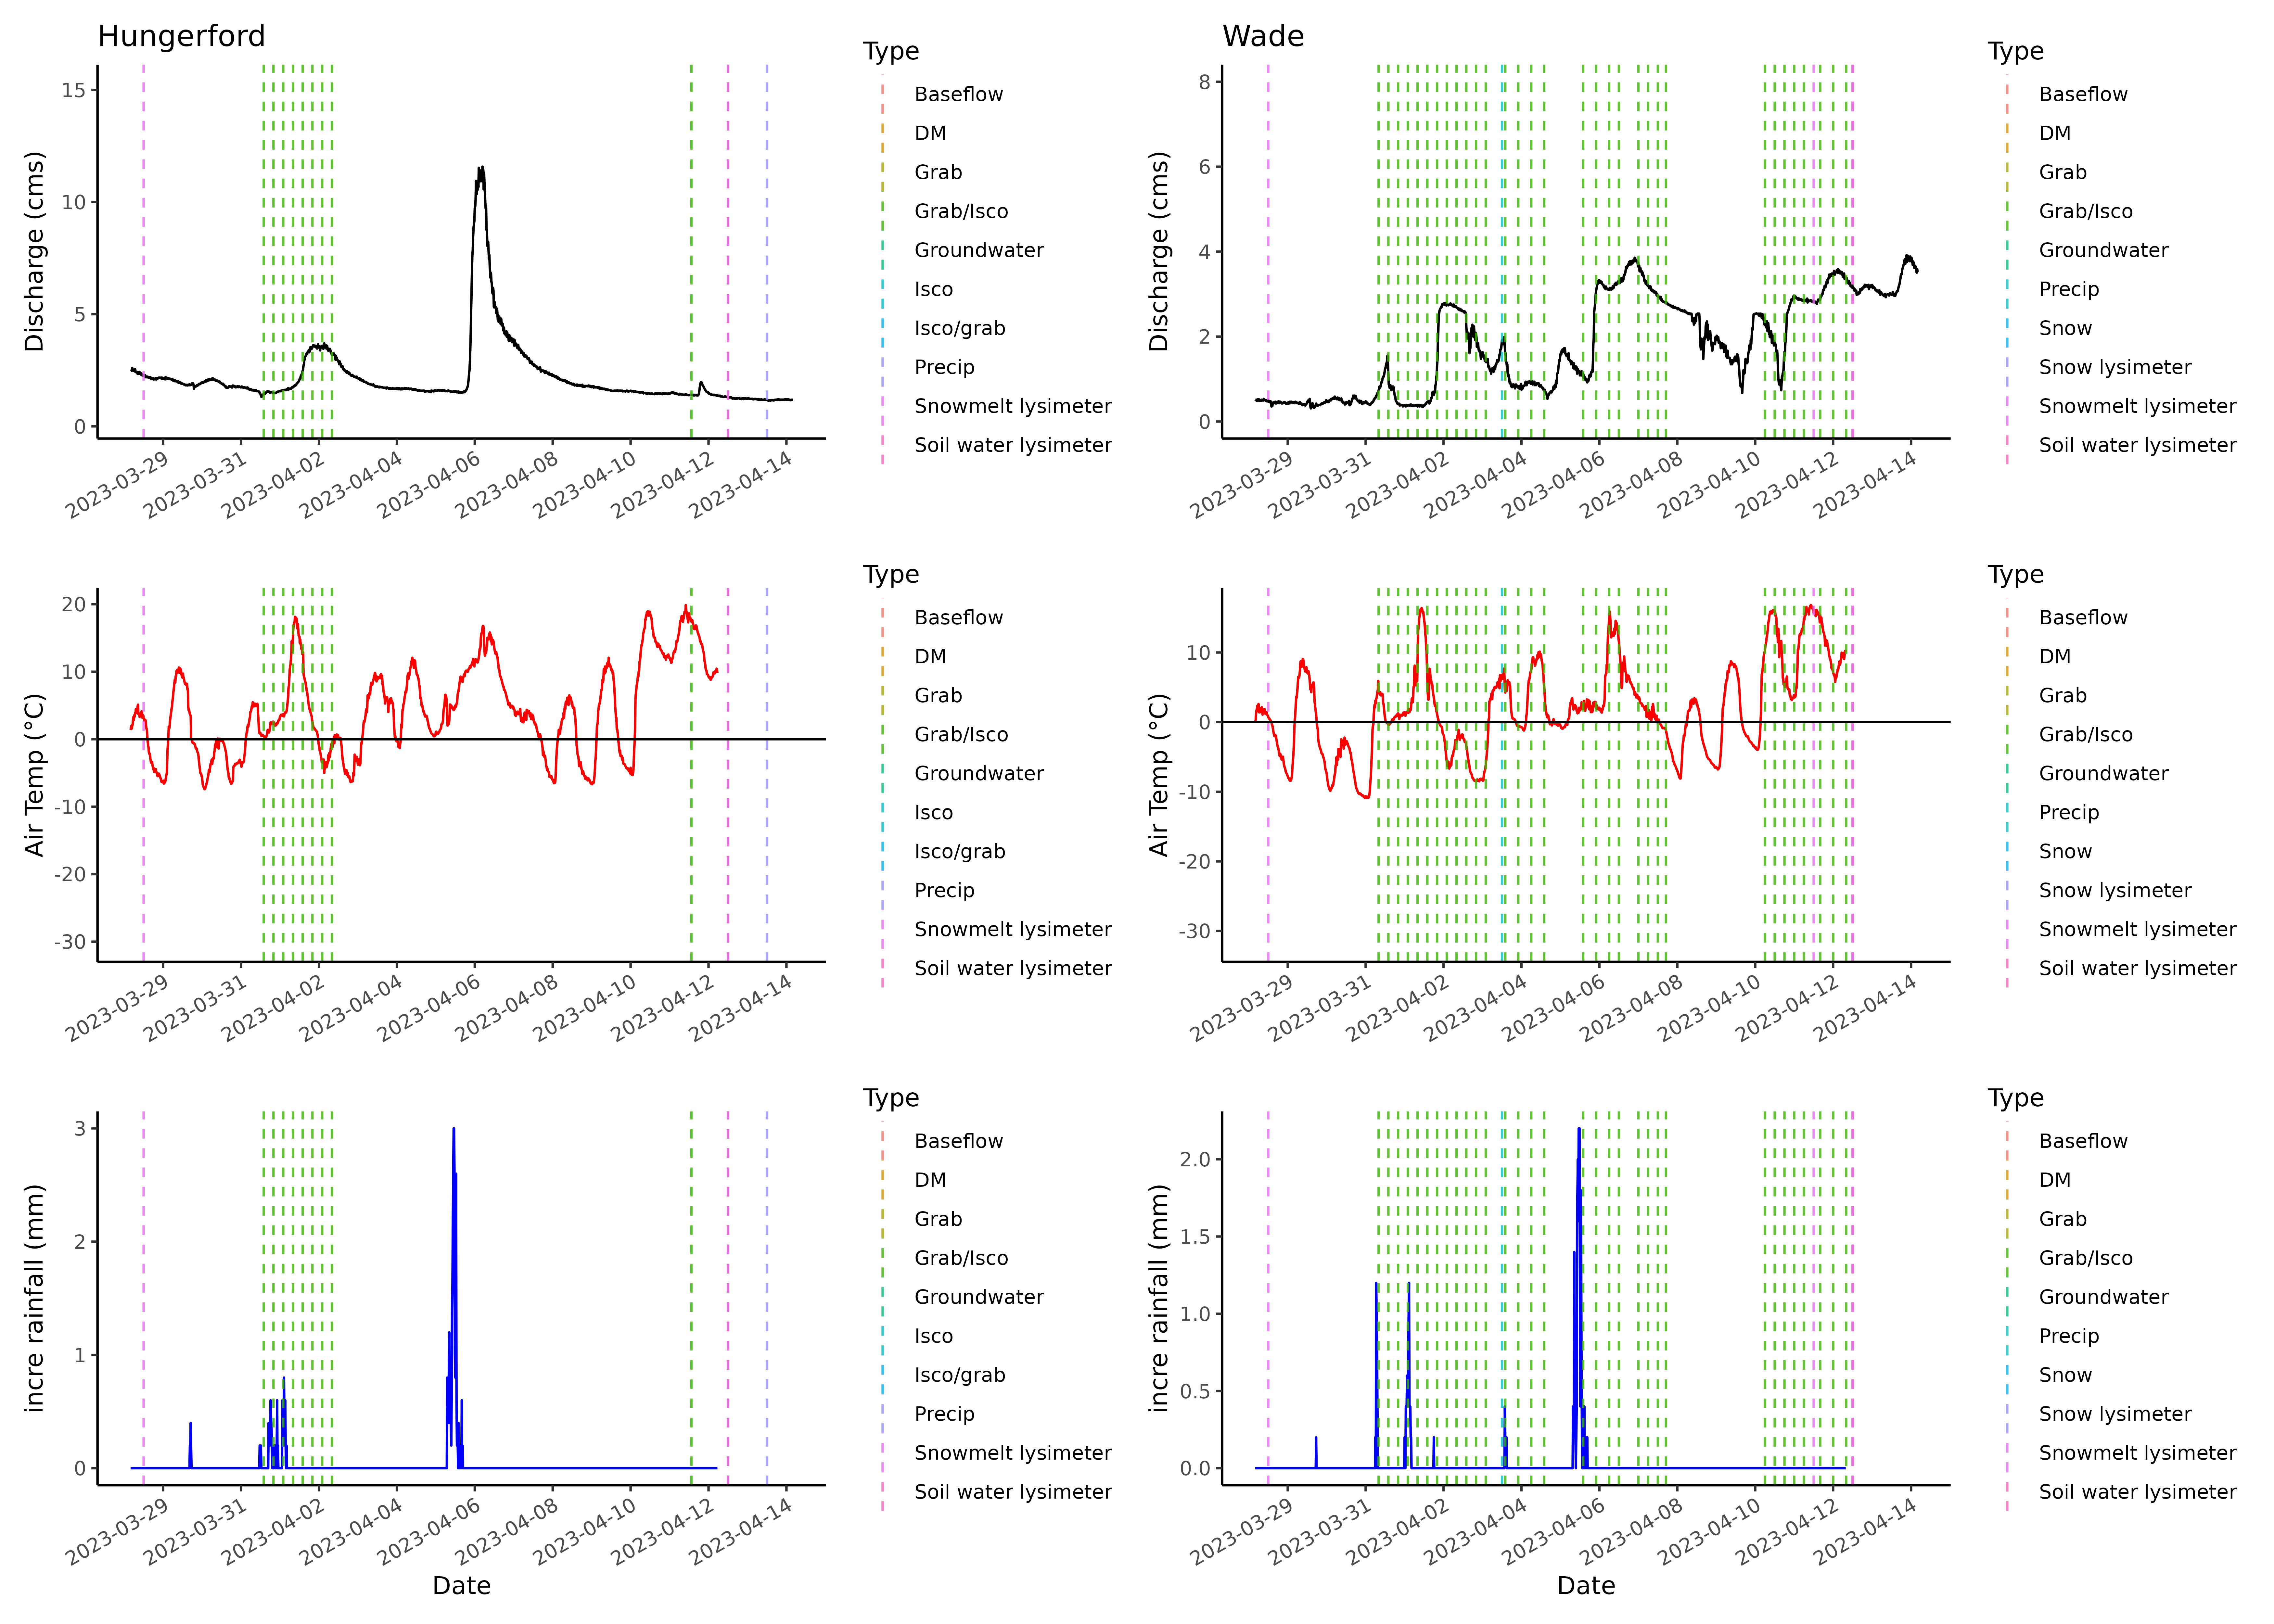 Hungerford
Discharge (cms)
15
10
5
0
2023-03-29
2023-03-31
2023-04-02
2023-04-04
2023-04-06
2023-04-08
2023-04-10
2023-04-12
2023-04-14
Type
Baseflow
DM
Grab
Grab/Isco
Groundwater
Isco
Isco/grab
Precip
Snowmelt lysimeter
Soil water lysimeter
Wade
Discharge (cms)
8
6
4
2
0
2023-03-29
2023-03-31
2023-04-02
2023-04-04
2023-04-06
2023-04-08
2023-04-10
2023-04-12
2023-04-14
Type
Baseflow
DM
Grab
Grab/Isco
Groundwater
Precip
Snow
Snow lysimeter
Snowmelt lysimeter
Soil water lysimeter
Air Temp (°C)
20
10
0
-10
-20
-30
2023-03-29
2023-03-31
2023-04-02
2023-04-04
2023-04-06
2023-04-08
2023-04-10
2023-04-12
2023-04-14
Type
Baseflow
DM
Grab
Grab/Isco
Groundwater
Isco
Isco/grab
Precip
Snowmelt lysimeter
Soil water lysimeter
Air Temp (°C)
10
0
-10
-20
-30
2023-03-29
2023-03-31
2023-04-02
2023-04-04
2023-04-06
2023-04-08
2023-04-10
2023-04-12
2023-04-14
Type
Baseflow
DM
Grab
Grab/Isco
Groundwater
Precip
Snow
Snow lysimeter
Snowmelt lysimeter
Soil water lysimeter
incre rainfall (mm)
3
2
1
0
2023-03-29
2023-03-31
2023-04-02
2023-04-04
2023-04-06
2023-04-08
2023-04-10
2023-04-12
2023-04-14
Date
Type
Baseflow
DM
Grab
Grab/Isco
Groundwater
Isco
Isco/grab
Precip
Snowmelt lysimeter
Soil water lysimeter
incre rainfall (mm)
2.0
1.5
1.0
0.5
0.0
2023-03-29
2023-03-31
2023-04-02
2023-04-04
2023-04-06
2023-04-08
2023-04-10
2023-04-12
2023-04-14
Date
Type
Baseflow
DM
Grab
Grab/Isco
Groundwater
Precip
Snow
Snow lysimeter
Snowmelt lysimeter
Soil water lysimeter